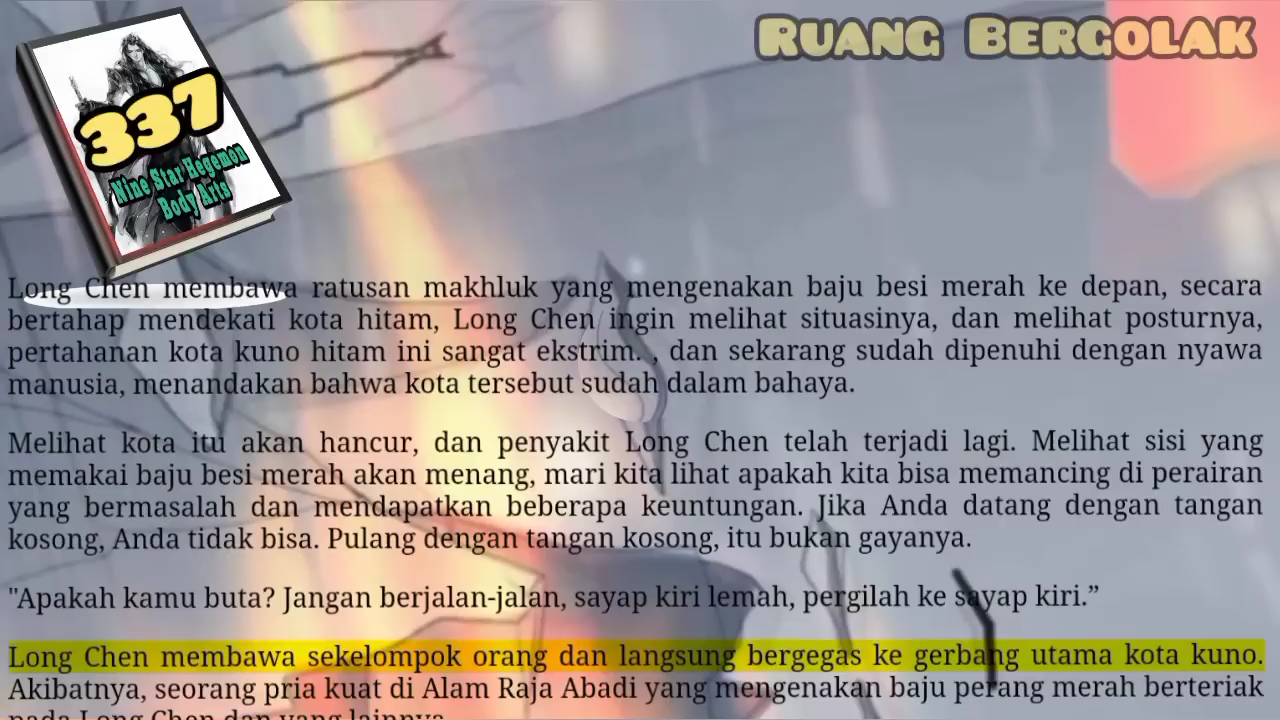 RUANG BERGOLAK
337
Nine Star Hegemon
Body Arts
Long Chen membawa ratusan makhluk yang mengenakan baju besi merah ke depan, secara
bertahap mendekati kota hitam, Long Chen ingin melihat situasinya, dan melihat posturnya,
pertahanan kota kuno hitam ini sangat ekstrim. , dan sekarang sudah dipenuhi dengan nyawa
manusia, menandakan bahwa kota tersebut sudah dalam bahaya.
Melihat kota itu akan hancur, dan penyakit Long Chen telah terjadi lagi. Melihat sisi yang
memakai baju besi merah akan menang, mari kita lihat apakah kita bisa memancing di perairan
yang bermasalah dan mendapatkan beberapa keuntungan. Jika Anda datang dengan tangan
kosong, Anda tidak bisa. Pulang dengan tangan kosong, itu bukan gayanya.
"Apakah kamu buta? Jangan berjalan-jalan, sayap kiri lemah, pergilah ke sayap kiri.”
Long Chen membawa sekelompok orang dan langsung bergegas ke gerbang utama kota kuno.
Akibatnya, seorang pria kuat di Alam Raja Abadi yang mengenakan baju perang merah berteriak
pada Long Chen dan yang lainnya